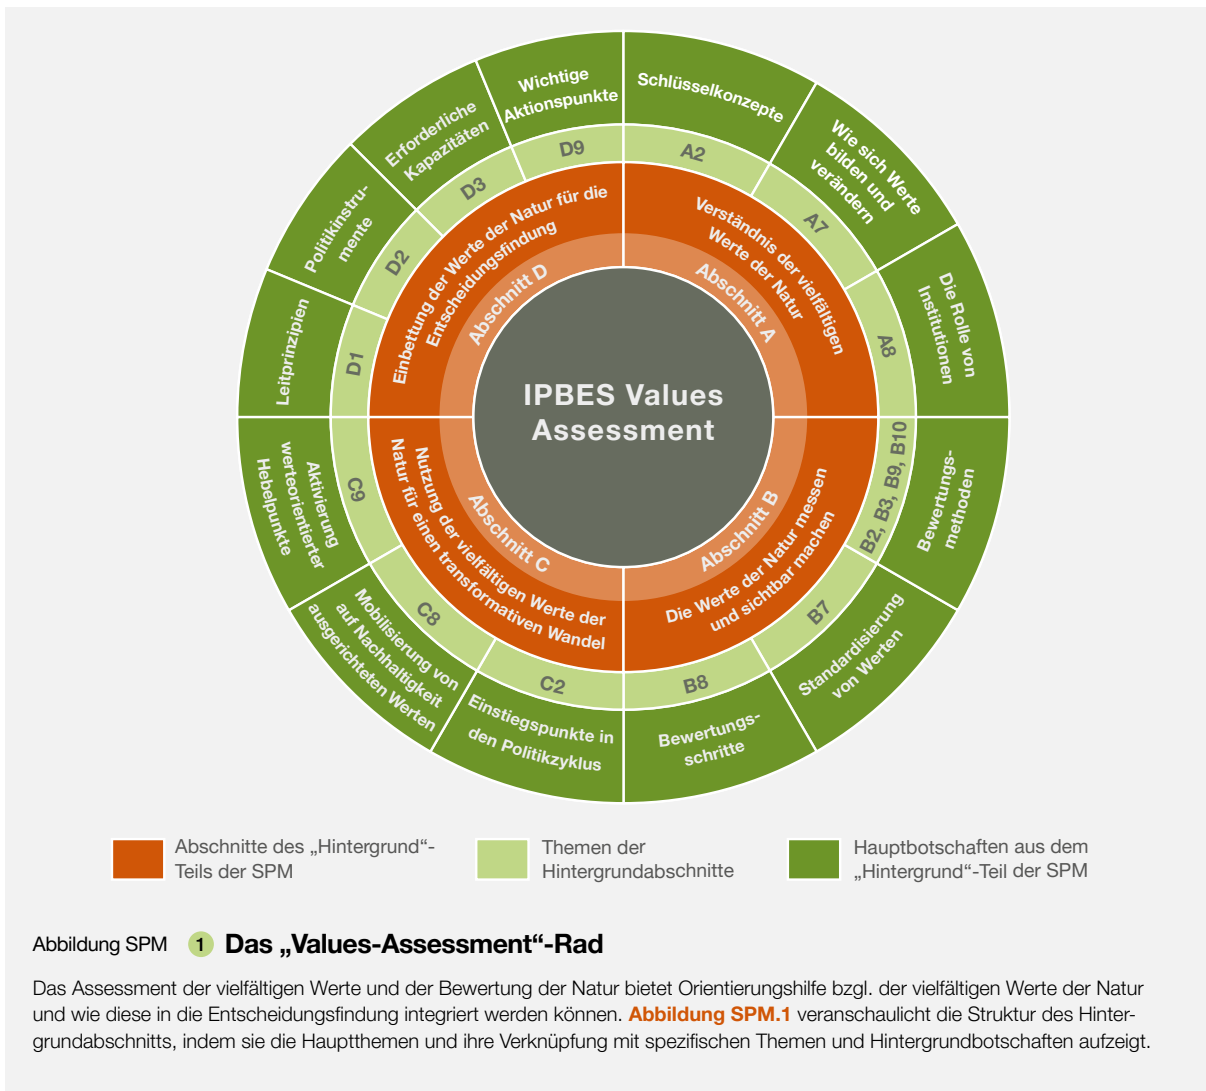 Schlüsselkonzepte
Wie sich Werte
bilden und
verändern
Die Rolle von
Institutionen
Bewertungs-
methoden
Standardisierung
von Werten
Bewertungs-
schritte
Einstiegspunkte in
den Politikzyklus
Mobilisierung von
auf Nachhaltigkeit
ausgerichteten Werten
Aktivierung
werteorientierter
Hebelpunkte
Leitprinzipien
Politikinstru-
mente
Erforderliche
Kapazitäten
Wichtige
Aktionspunkte
A2
A7
A8
B2, B3, B9, B10
B7
B8
C2
C8
C9
D1
D2
D3
D9
Verständnis der vielfältigen
Werte der Natur
Abschnitt A
Die Werte der Natur messen
und sichtbar machen
Abschnitt B
Nutzung der vielfältigen Werte der
Natur für einen transformativen Wandel
Abschnitt C
Einbettung der Werte der Natur für die
Entscheidungsfindung
Abschnitt D
IPBES Values
Assessment
Abschnitte des „Hintergrund“-
Teils der SPM
Themen der
Hintergrundabschnitte
Hauptbotschaften aus dem
„Hintergrund“-Teil der SPM
Abbildung SPM 1 Das „Values-Assessment“-Rad
Das Assessment der vielfältigen Werte und der Bewertung der Natur bietet Orientierungshilfe bzgl. der vielfältigen Werte der Natur
und wie diese in die Entscheidungsfindung integriert werden können. Abbildung SPM.1 veranschaulicht die Struktur des Hinter-
grundabschnitts, indem sie die Hauptthemen und ihre Verknüpfung mit spezifischen Themen und Hintergrundbotschaften aufzeigt.